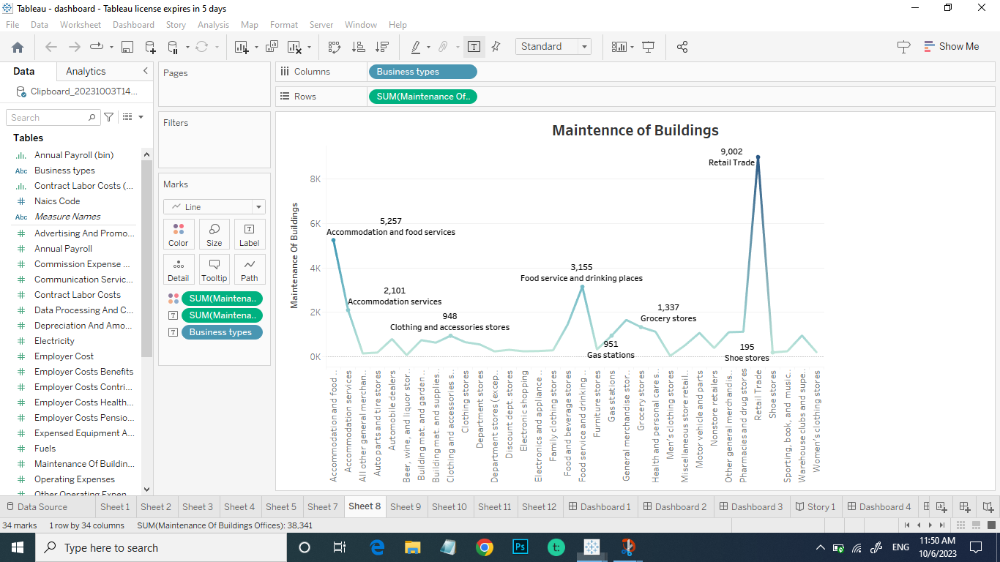 Tableau - dashboard - Tableau license expires in 5 days
File Data Worksheet Dashboard Story Analysis Map Format Server Window Help
Standard
Show Me
Data Analytics
Clipboard_20231003T14...
Search
Tables
Annual Payroll (bin)
Abc Business types
Contract Labor Costs (...
Naics Code
Abc Measure Names
Advertising And Promo...
Annual Payroll
Commission Expense ...
Communication Servic...
Contract Labor Costs
Data Processing And C...
Depreciation And Amo...
Electricity
Employer Cost
Employer Costs Benefits
Employer Costs Contri...
Employer Costs Health...
Employer Costs Pensio...
Expensed Equipment A...
Fuels
Maintenance Of Buildin...
Operating Expenses
Other Operating Expen...
Pages
Filters
Marks
Line
Color Size Label
Detail Tooltip Path
SUM(Maintena..
SUM(Maintena..
Business types
Columns Business types
Rows SUM(Maintenance Of..
Maintennce of Buildings
Maintenance Of Buildings
8K
6K
4K
2K
0K
9,002
Retail Trade
5,257
Accommodation and food services
3,155
Food service and drinking places
2,101
Accommodation services
1,337
Grocery stores
948
Clothing and accessories stores
951
Gas stations
195
Shoe stores
Accommodation and food ..
Accommodation services
All other general merchan..
Auto parts and tire stores
Automobile dealers
Beer, wine, and liquor stor..
Building mat. and garden ..
Building mat. and supplies..
Clothing and accessories s..
Clothing stores
Department stores
Department stores (excep..
Discount dept. stores
Electronic shopping
Electronics and appliance ..
Family clothing stores
Food and beverage stores
Food service and drinking ..
Furniture stores
Gas stations
General merchandise stor..
Grocery stores
Health and personal care s..
Men's clothing stores
Miscellaneous store retail..
Motor vehicle and parts
Nonstore retailers
Other general merchandis..
Pharmacies and drug stores
Retail Trade
Shoe stores
Sporting, book, and music..
Warehouse clubs and supe..
Women's clothing stores
Data Source Sheet 1 Sheet 2 Sheet 3 Sheet 4 Sheet 5 Sheet 7 Sheet 8 Sheet 9 Sheet 10 Sheet 11 Sheet 12 Dashboard 1 Dashboard 2 Dashboard 3 Story 1 Dashboard 4
34 marks 1 row by 34 columns SUM(Maintenance Of Buildings Offices): 38,341
Type here to search
Ps
t:
ENG
11:50 AM
10/6/2023